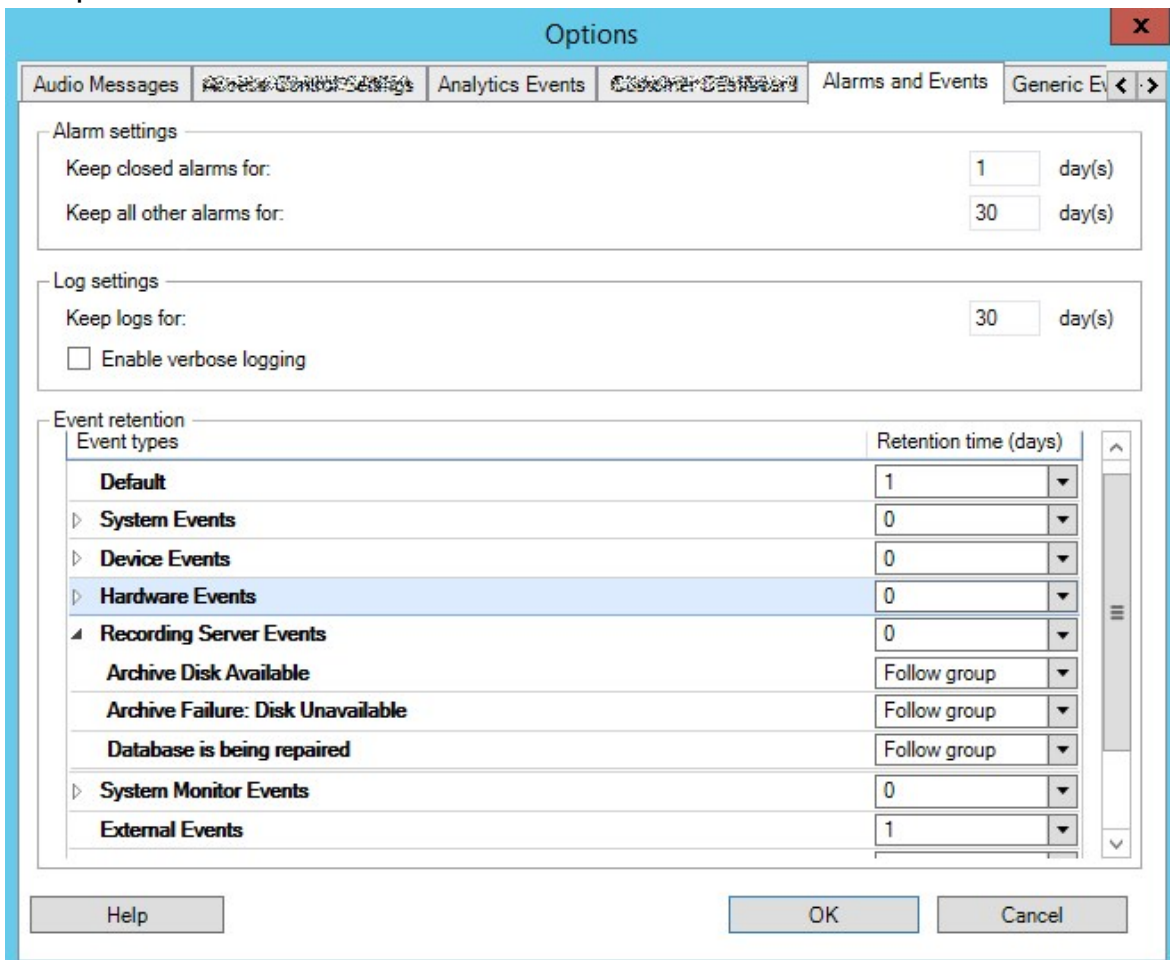 Options
x
Audio Messages Analytics Events Alarms and Events Generic
Alarm settings
Keep closed alarms for: 1 day(s)
Keep all other alarms for: 30 day(s)
Log settings
Keep logs for: 30 day(s)
Enable verbose logging
Event retention
Event types Retention time (days)
Default 1
System Events 0
Device Events 0
Hardware Events 0
Recording Server Events 0
Archive Disk Available Follow group
Archive Failure: Disk Unavailable Follow group
Database is being repaired Follow group
System Monitor Events 0
External Events 1
Help OK Cancel